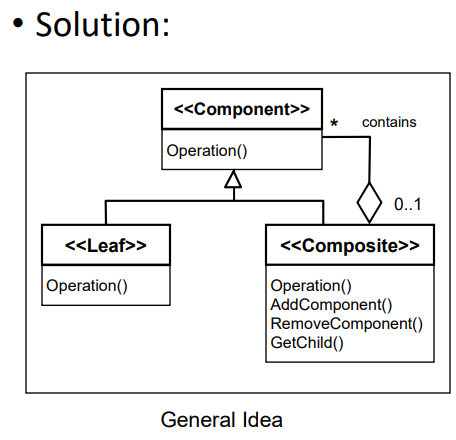 • Solution:
<<Component>>
* contains
Operation()
0..1
<<Leaf>>
<<Composite>>
Operation()
Operation()
AddComponent()
RemoveComponent()
GetChild()
General Idea